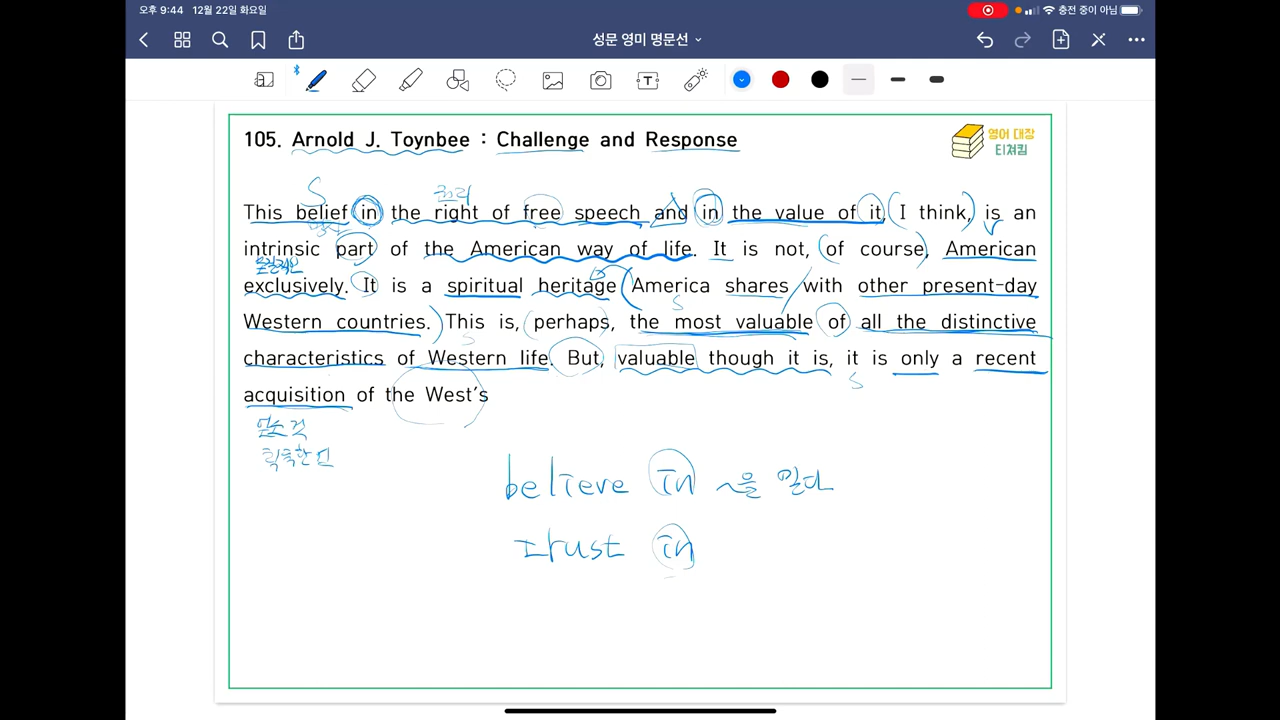 오후 9:44 12월 22일 화요일
충전 중이 아님
성문 영미 명문선
105. Arnold J. Toynbee : Challenge and Response
영어 대장
티쳐킴
S
권리
This belief in the right of free speech and in the value of it, I think, is an
명사
V
intrinsic part of the American way of life. It is not, of course, American
본질적인
exclusively. It is a spiritual heritage America shares with other present-day
S
Western countries. This is, perhaps, the most valuable of all the distinctive
S
characteristics of Western life. But, valuable though it is, it is only a recent
S
acquisition of the West's
얻은 것
획득한 것
believe in ~을 믿다
trust in